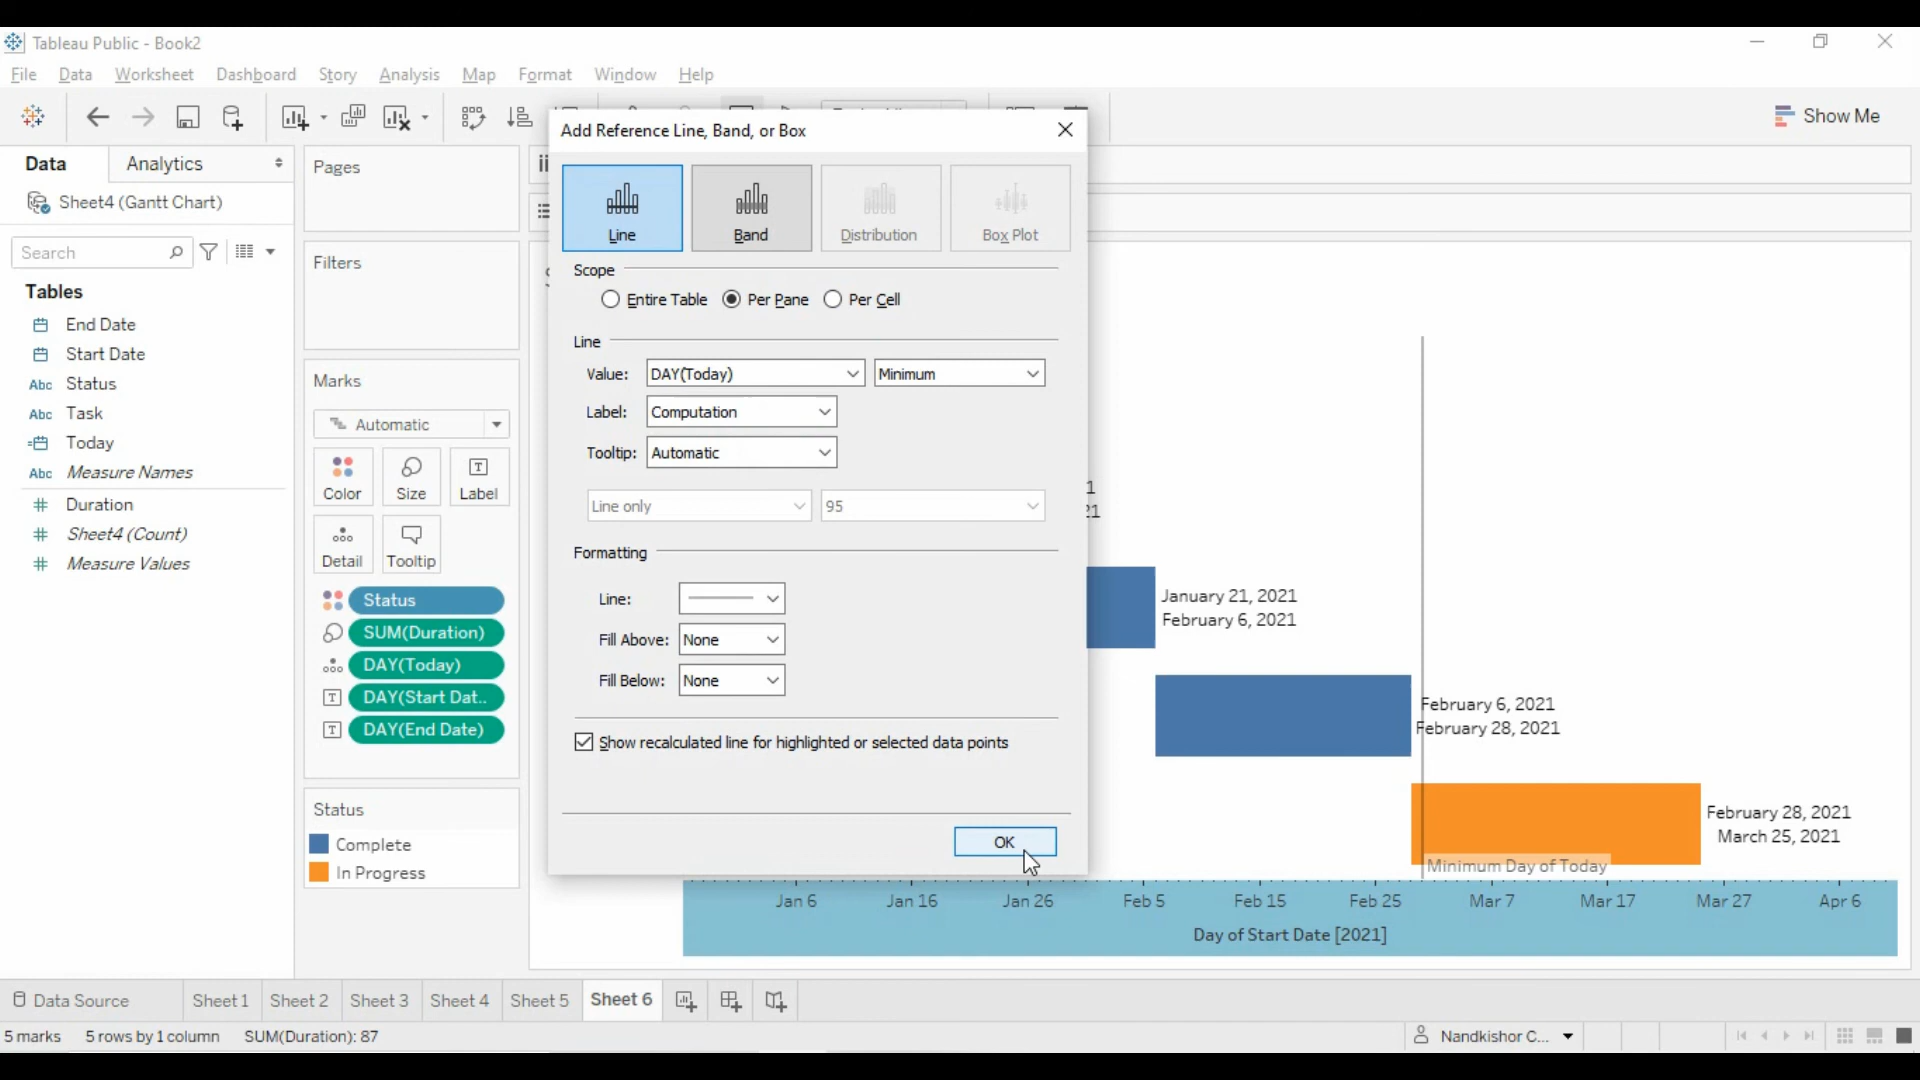 Tableau Public - Book2
File Data Worksheet Dashboard Story Analysis Map Format Window Help
Show Me
Data Analytics
Sheet4 (Gantt Chart)
Search
Tables
End Date
Start Date
Abc Status
Abc Task
Today
Abc Measure Names
Duration
Sheet4 (Count)
Measure Values
Pages
Filters
Marks
Automatic
Color Size Label
Detail Tooltip
Status
SUM(Duration)
DAY(Today)
DAY(Start Dat..
DAY(End Date)
Status
Complete
In Progress
Add Reference Line, Band, or Box
Line Band Distribution Box Plot
Scope
Entire Table Per Pane Per Cell
Line
Value: DAY(Today) Minimum
Label: Computation
Tooltip: Automatic
Line only 95
Formatting
Line:
Fill Above: None
Fill Below: None
Show recalculated line for highlighted or selected data points
OK
1
21
January 21, 2021
February 6, 2021
February 6, 2021
February 28, 2021
February 28, 2021
March 25, 2021
Minimum Day of Today
Jan 6 Jan 16 Jan 26 Feb 5 Feb 15 Feb 25 Mar 7 Mar 17 Mar 27 Apr 6
Day of Start Date [2021]
Data Source Sheet 1 Sheet 2 Sheet 3 Sheet 4 Sheet 5 Sheet 6
5 marks 5 rows by 1 column SUM(Duration): 87
Nandkishor C...